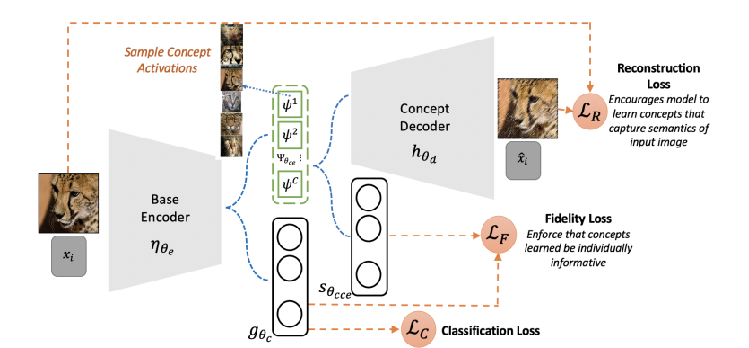 Sample Concept
Activations
ψ¹
ψ²
Ψθce ⋮
ψᶜ
Concept
Decoder
hθd
Base
Encoder
ηθe
xᵢ
x̂ᵢ
ℒR
Reconstruction
Loss
Encourages model to
learn concepts that
capture semantics of
input image
ℒF
Fidelity Loss
Enforce that concepts
learned be individually
informative
sθcce
gθc
ℒC
Classification Loss